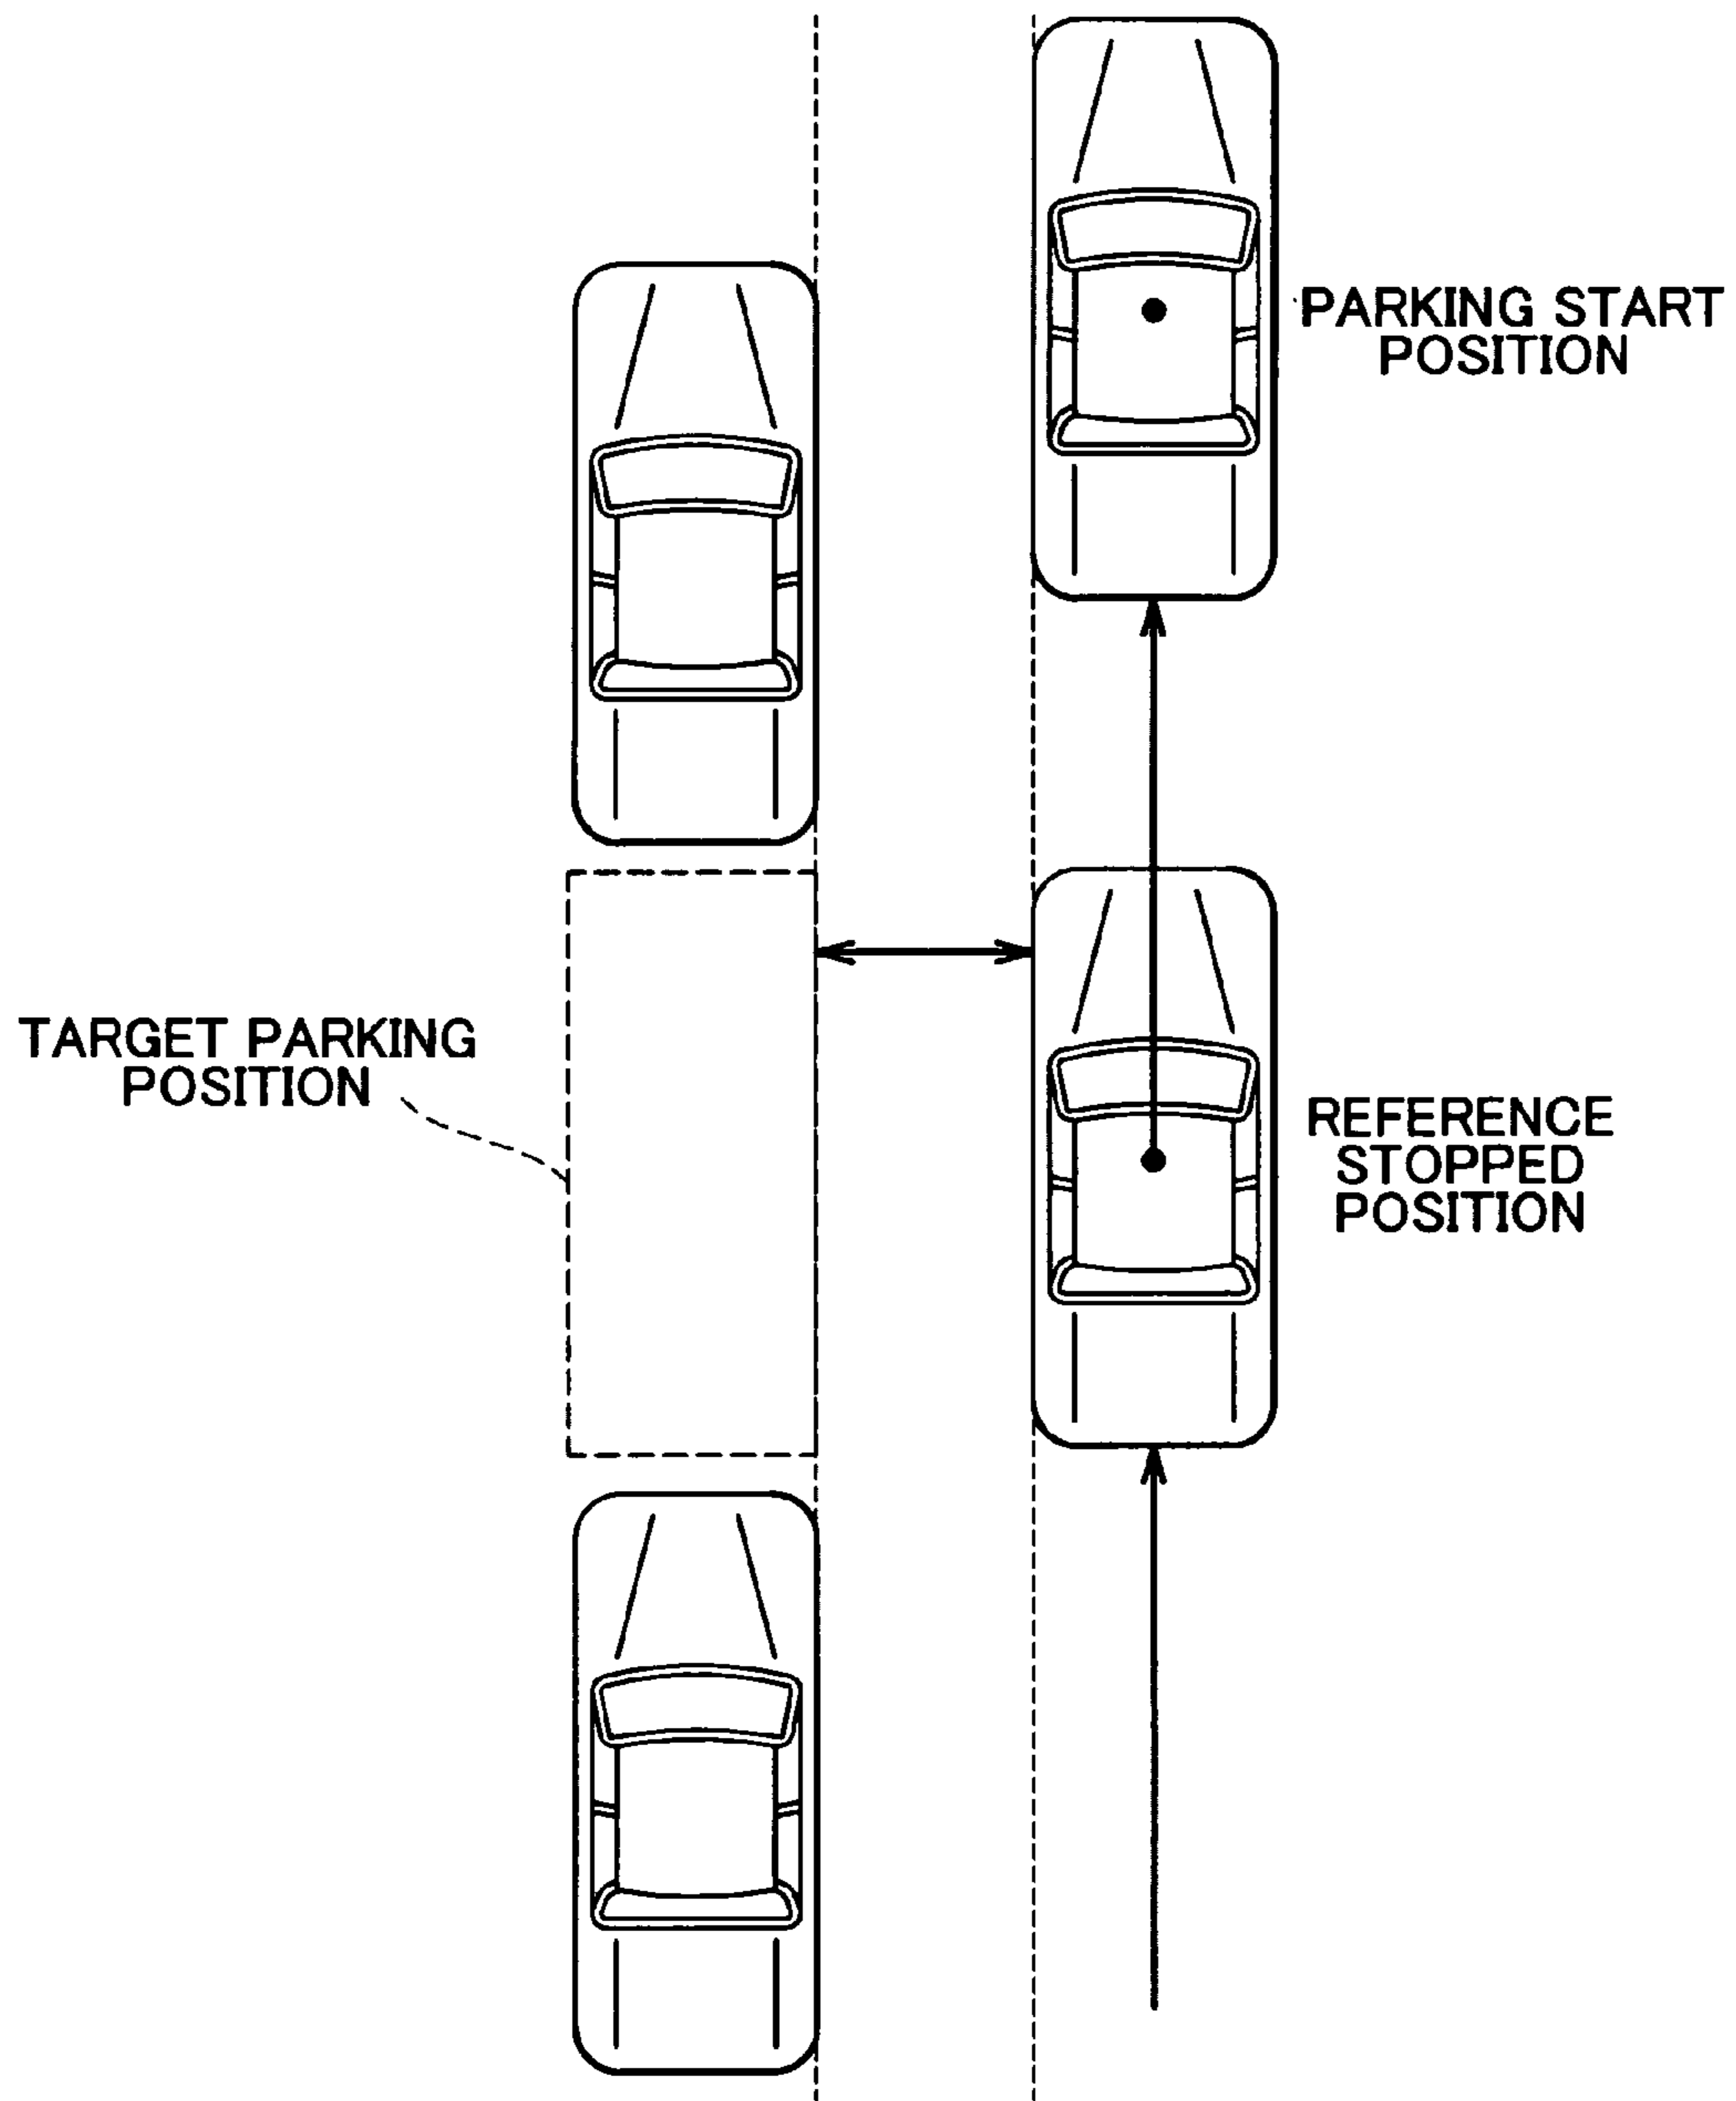 PARKING START
POSITION
TARGET PARKING
POSITION
REFERENCE
STOPPED
POSITION